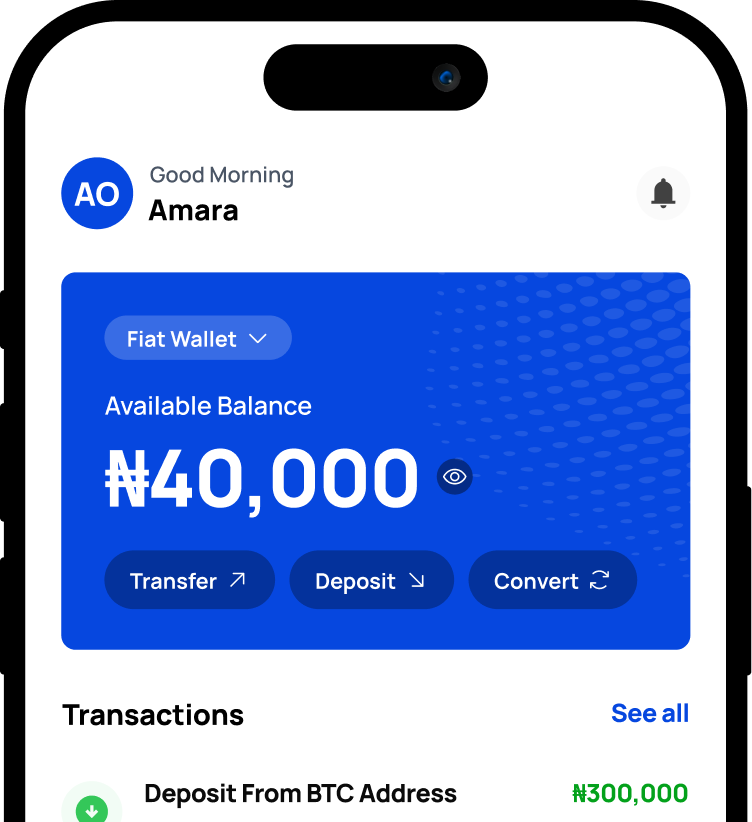 AO
Good Morning
Amara
Fiat Wallet
Available Balance
₦40,000
Transfer
Deposit
Convert
Transactions
See all
Deposit From BTC Address
₦300,000